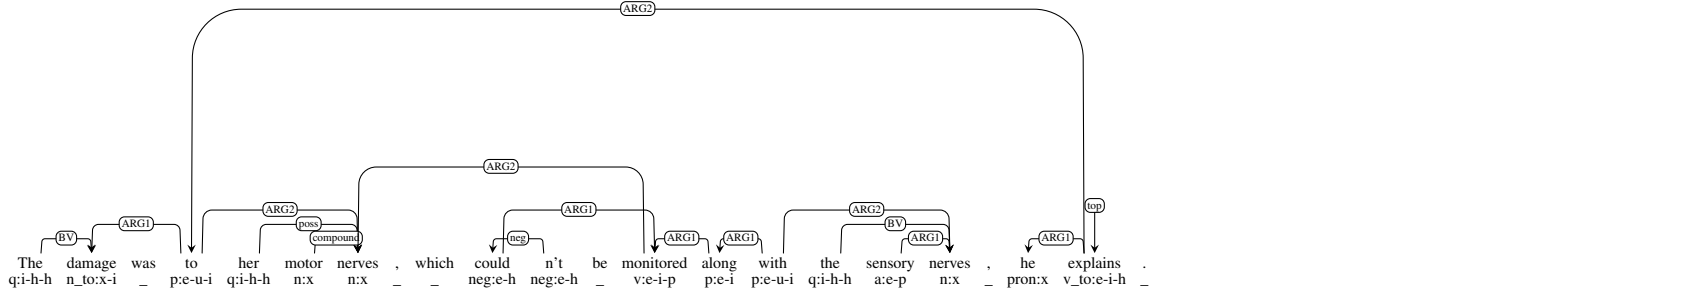 ARG2
ARG2
top
ARG2 ARG1 ARG2
ARG1 poss BV
BV compound neg ARG1 ARG1 ARG1 ARG1
The damage was to her motor nerves , which could n't be monitored along with the sensory nerves , he explains .
q:i-h-h n_to:x-i _ p:e-u-i q:i-h-h n:x n:x _ _ neg:e-h neg:e-h _ v:e-i-p p:e-i p:e-u-i q:i-h-h a:e-p n:x _ pron:x v_to:e-i-h _